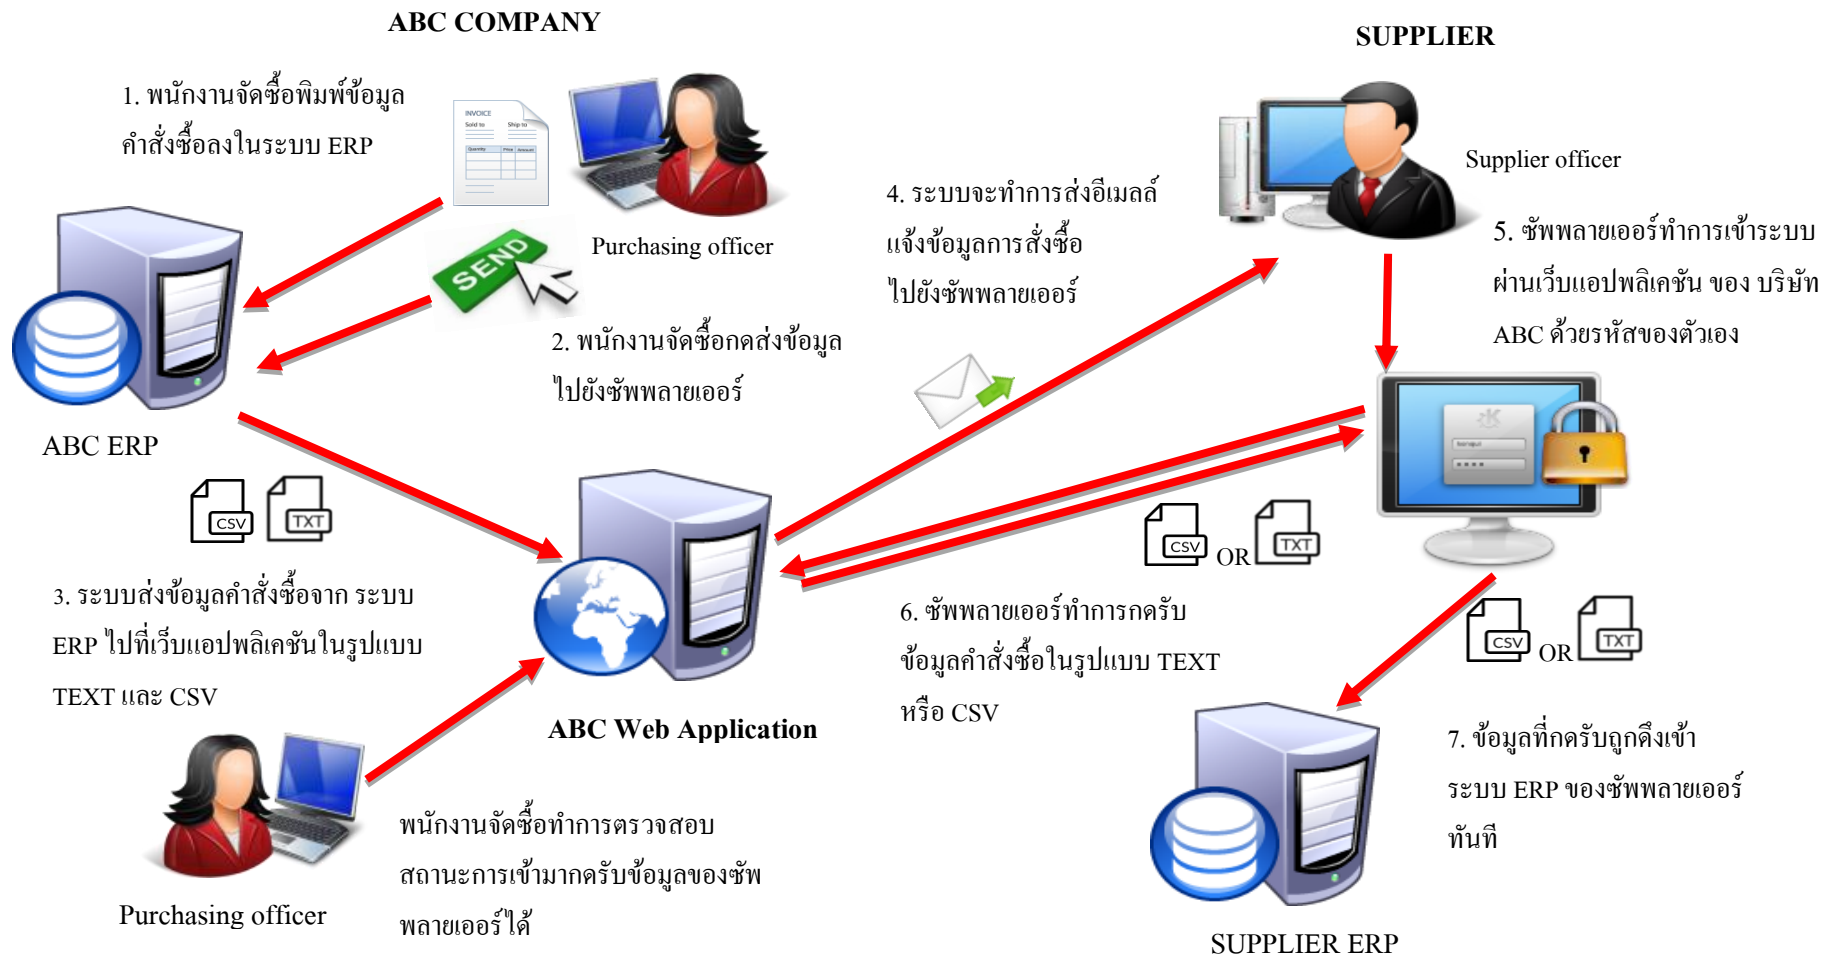 ABC COMPANY
SUPPLIER
1. พนักงานจัดซื้อพิมพ์ข้อมูล
คำสั่งซื้อลงในระบบ ERP
INVOICE
Sold to Ship to
Quantity Price Amount
Purchasing officer
SEND
2. พนักงานจัดซื้อกดส่งข้อมูล
ไปยังซัพพลายเออร์
ABC ERP
CSV
TXT
3. ระบบส่งข้อมูลคำสั่งซื้อจาก ระบบ
ERP ไปที่เว็บแอปพลิเคชันในรูปแบบ
TEXT และ CSV
ABC Web Application
Purchasing officer
พนักงานจัดซื้อทำการตรวจสอบ
สถานะการเข้ามากดรับข้อมูลของซัพ
พลายเออร์ได้
4. ระบบจะทำการส่งอีเมลล์
แจ้งข้อมูลการสั่งซื้อ
ไปยังซัพพลายเออร์
Supplier officer
5. ซัพพลายเออร์ทำการเข้าระบบ
ผ่านเว็บแอปพลิเคชัน ของ บริษัท
ABC ด้วยรหัสของตัวเอง
CSV OR TXT
6. ซัพพลายเออร์ทำการกดรับ
ข้อมูลคำสั่งซื้อในรูปแบบ TEXT
หรือ CSV
CSV OR TXT
7. ข้อมูลที่กดรับถูกดึงเข้า
ระบบ ERP ของซัพพลายเออร์
ทันที
SUPPLIER ERP